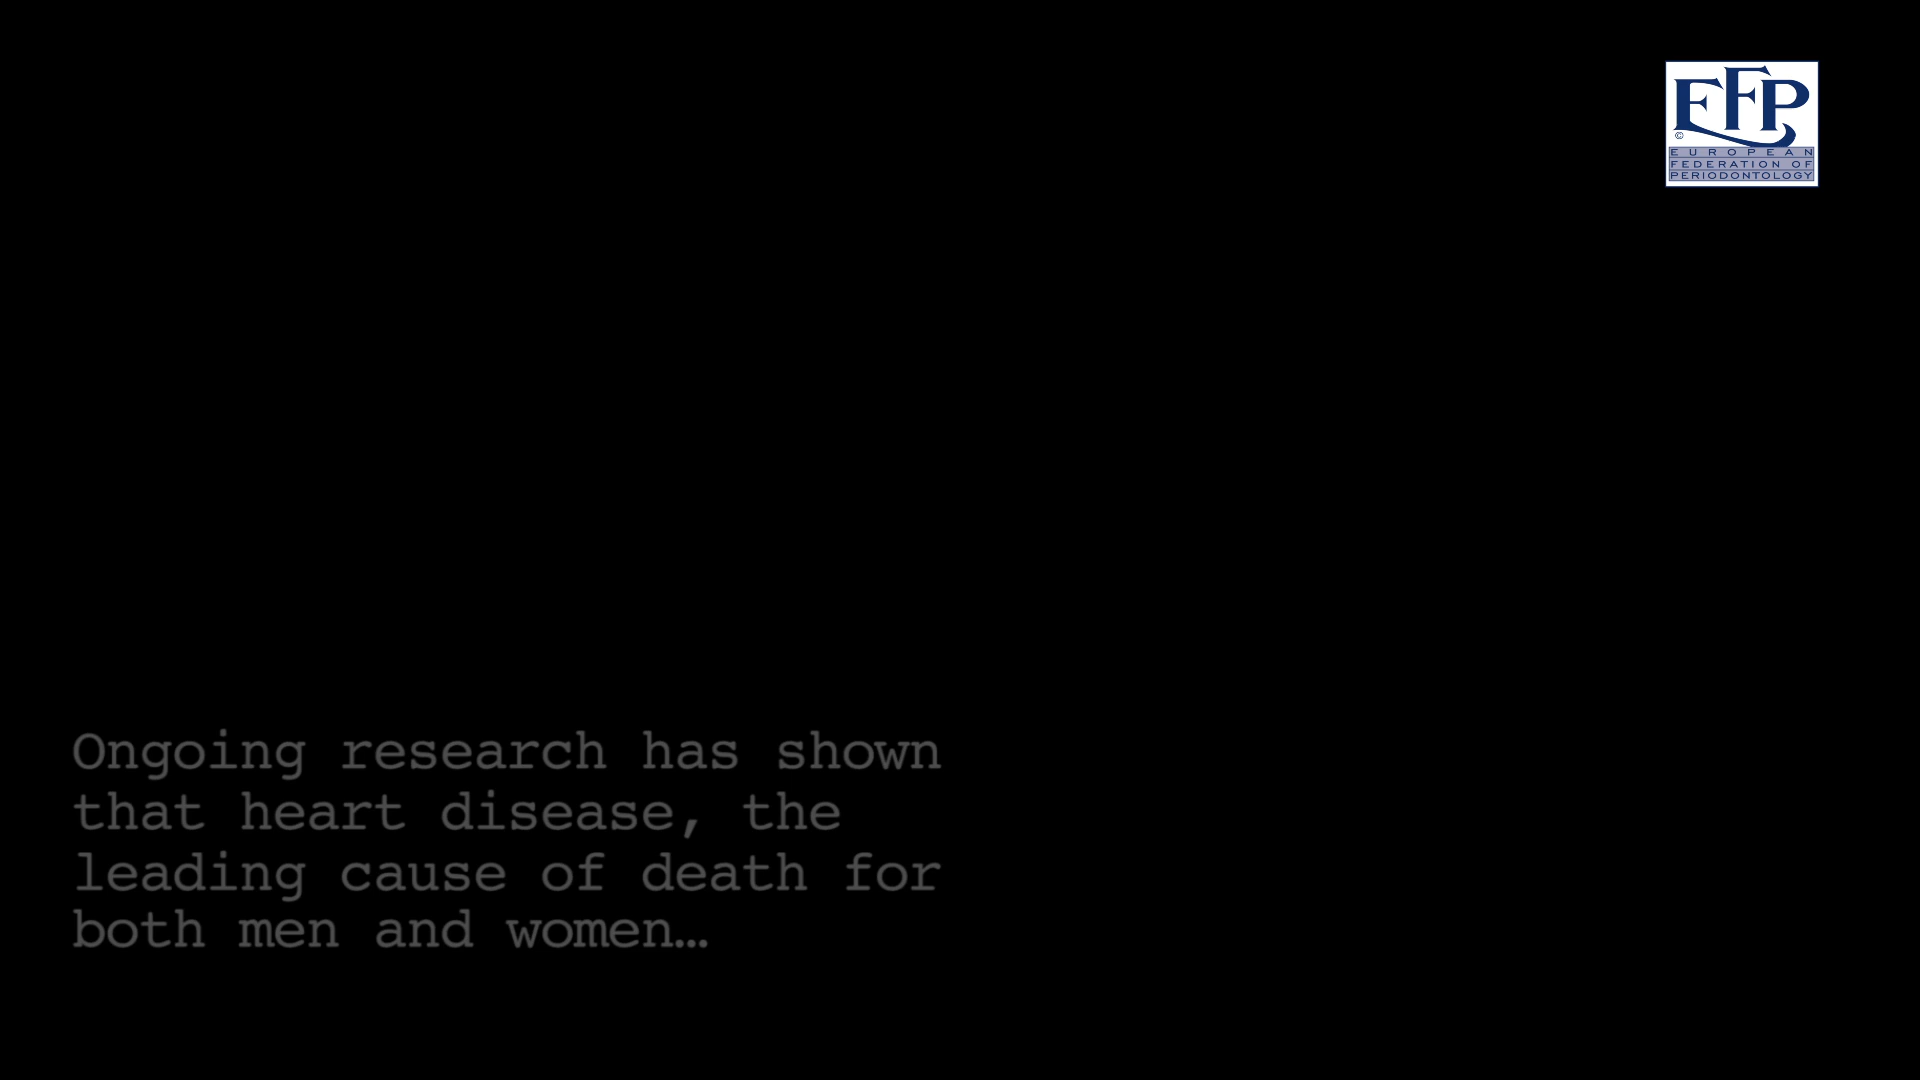 EFP
©
EUROPEAN
FEDERATION OF
PERIODONTOLOGY
Ongoing research has shown
that heart disease, the
leading cause of death for
both men and women…